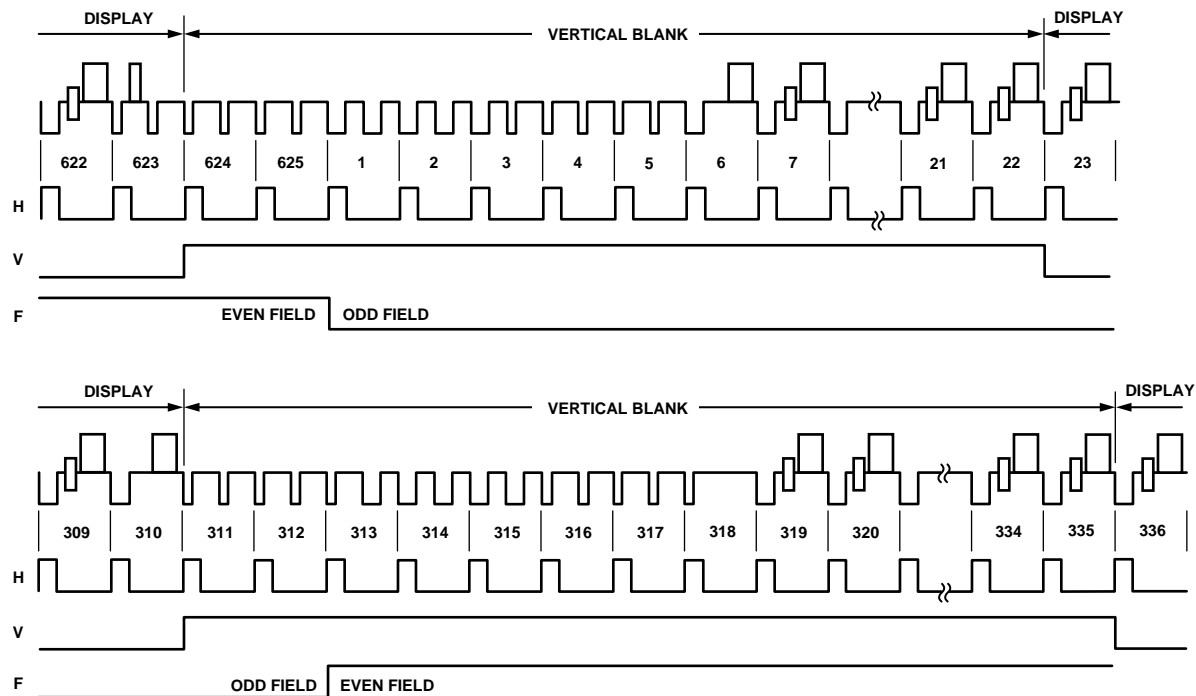 DISPLAY
VERTICAL BLANK
DISPLAY
622 623 624 625 1 2 3 4 5 6 7 21 22 23
H
V
F
EVEN FIELD ODD FIELD
DISPLAY
VERTICAL BLANK
DISPLAY
309 310 311 312 313 314 315 316 317 318 319 320 334 335 336
H
V
F
ODD FIELD EVEN FIELD